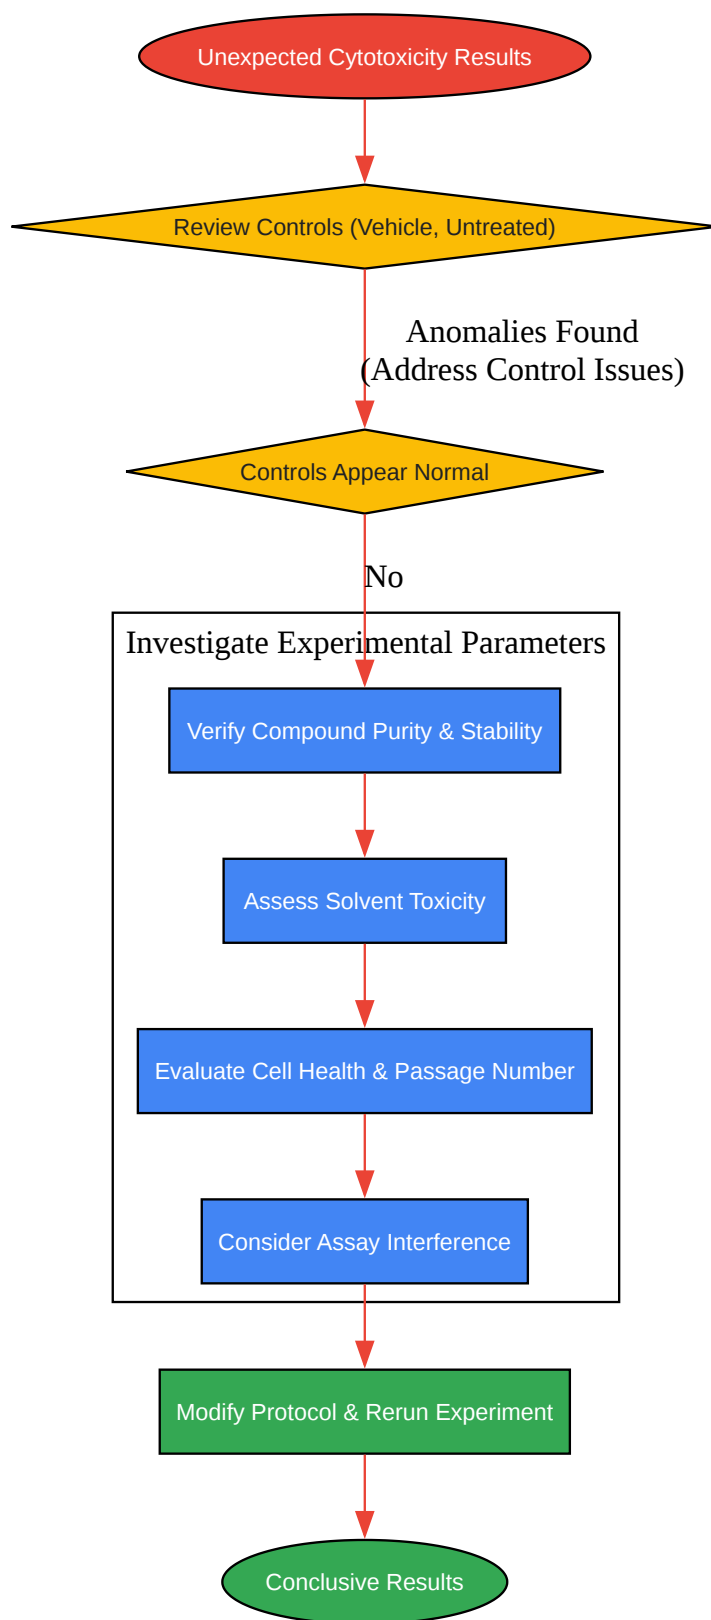 Unexpected Cytotoxicity Results
Review Controls (Vehicle, Untreated)
Anomalies Found
(Address Control Issues)
Controls Appear Normal
No
Investigate Experimental Parameters
Verify Compound Purity & Stability
Assess Solvent Toxicity
Evaluate Cell Health & Passage Number
Consider Assay Interference
Modify Protocol & Rerun Experiment
Conclusive Results